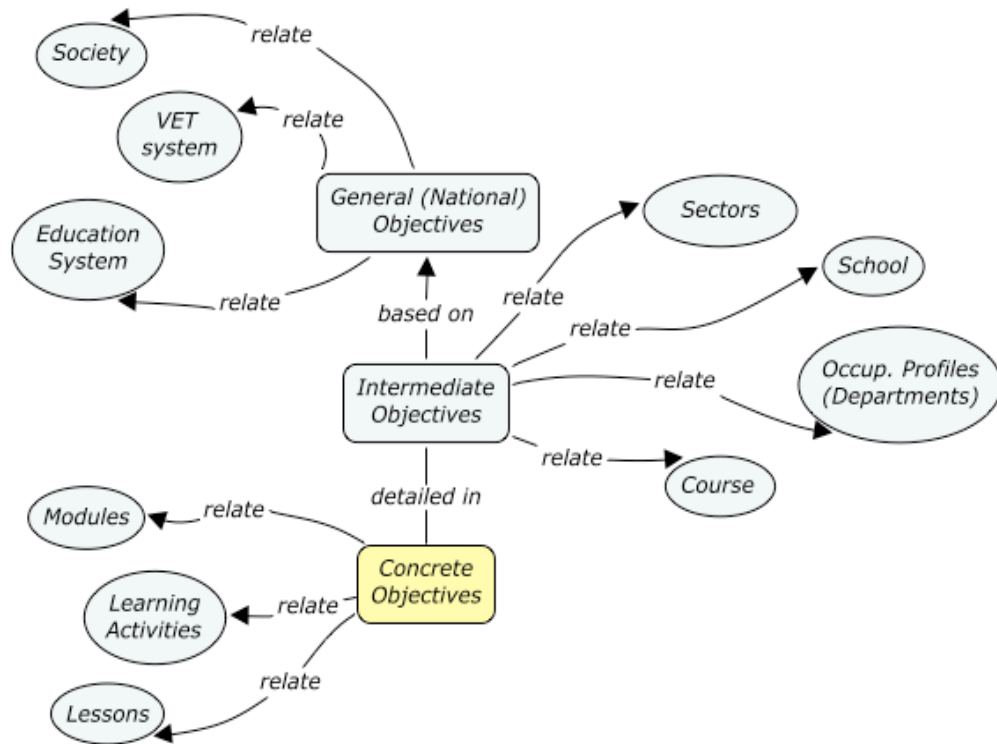 relate
Society
VET
system
relate
General (National)
Objectives
Sectors
Education
System
School
relate
relate
based on
relate
Occup. Profiles
(Departments)
Intermediate
Objectives
relate
relate
Course
detailed in
Modules
relate
Concrete
Objectives
Learning
Activities
relate
relate
Lessons